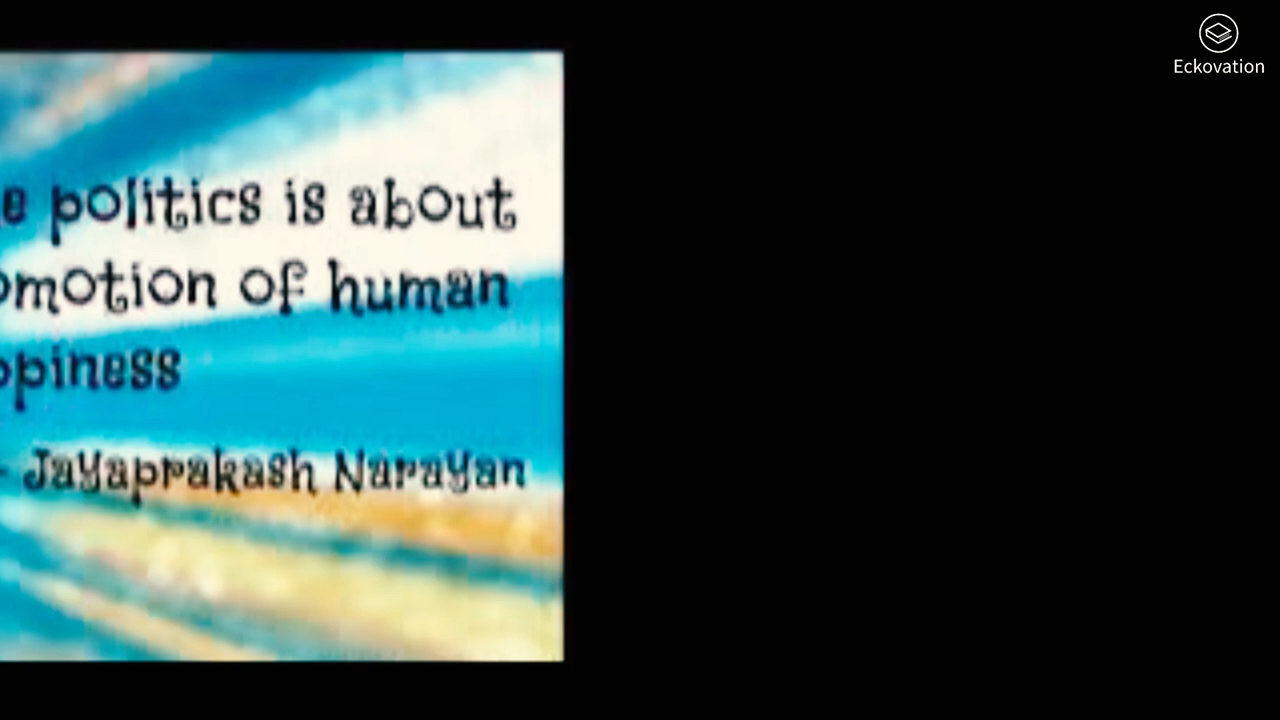 Eckovation
e politics is about
omotion of human
ppiness
- Jayaprakash Narayan